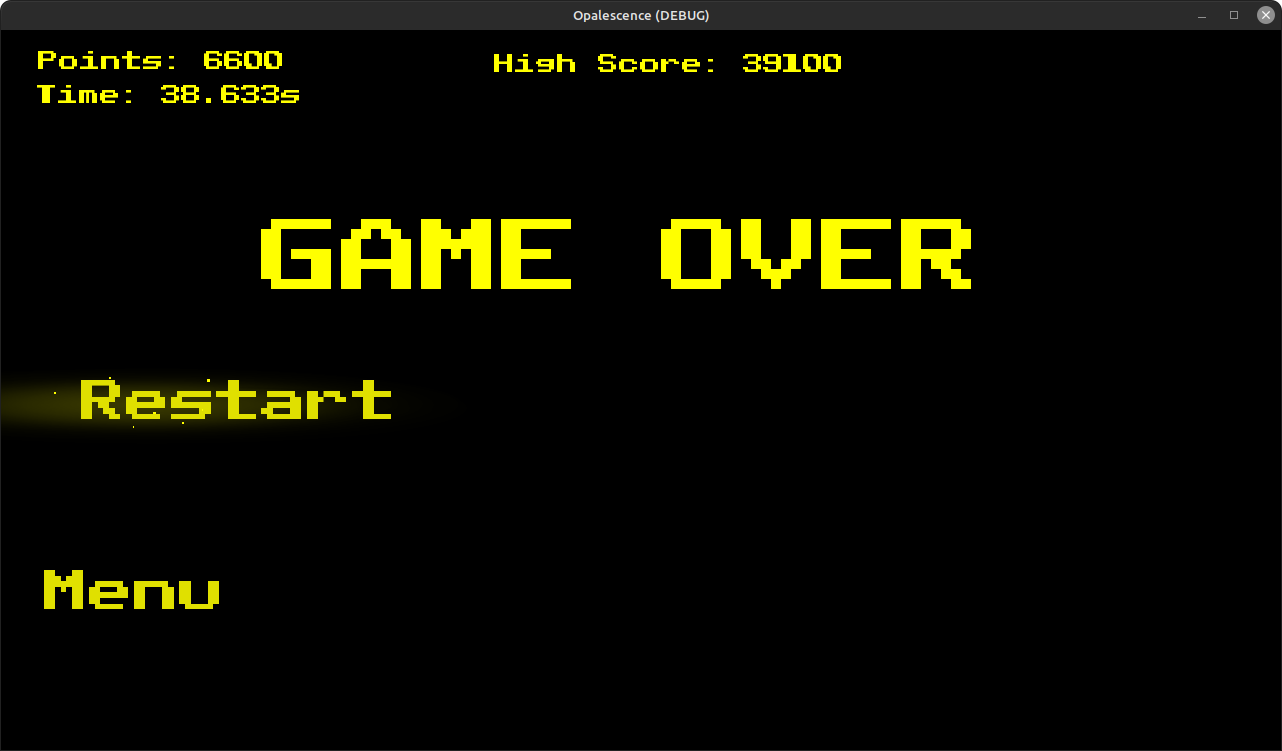 Opalescence (DEBUG)
Points: 6600
High Score: 39100
Time: 38.633s
GAME OVER
Restart
Menu